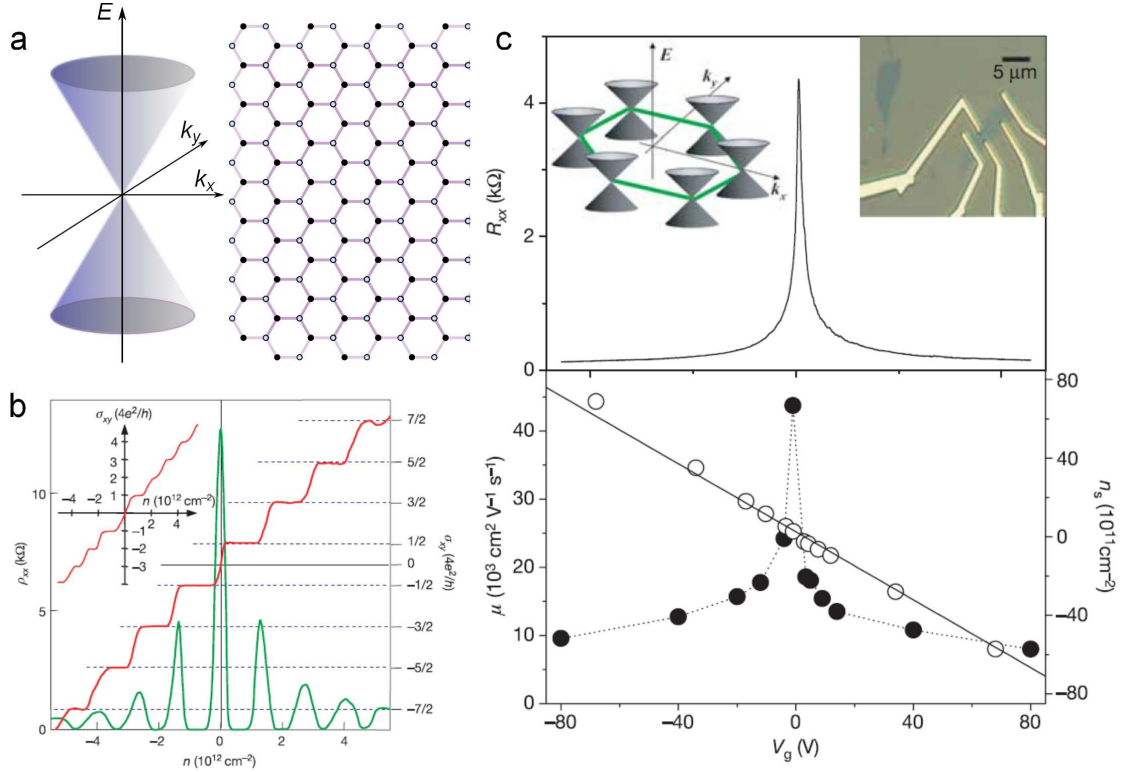 a
E
k_y
k_x
b
σ_xy (4e²/h)
4
3
2
1
0
−1
−2
−3
−4 −2 2 4
n (10¹² cm⁻²)
10
5
0
ρ_xx (kΩ)
7/2
5/2
3/2
1/2
0
−1/2
−3/2
−5/2
−7/2
σ_xy (4e²/h)
−4 −2 0 2 4
n (10¹² cm⁻²)
c
E
k_y
k_x
5 μm
4
3
2
1
0
R_xx (kΩ)
40
30
20
10
0
μ (10³ cm² V−1 s−1)
80
40
0
−40
−80
n_s (10¹¹cm−2)
−80 −40 0 40 80
V_g (V)